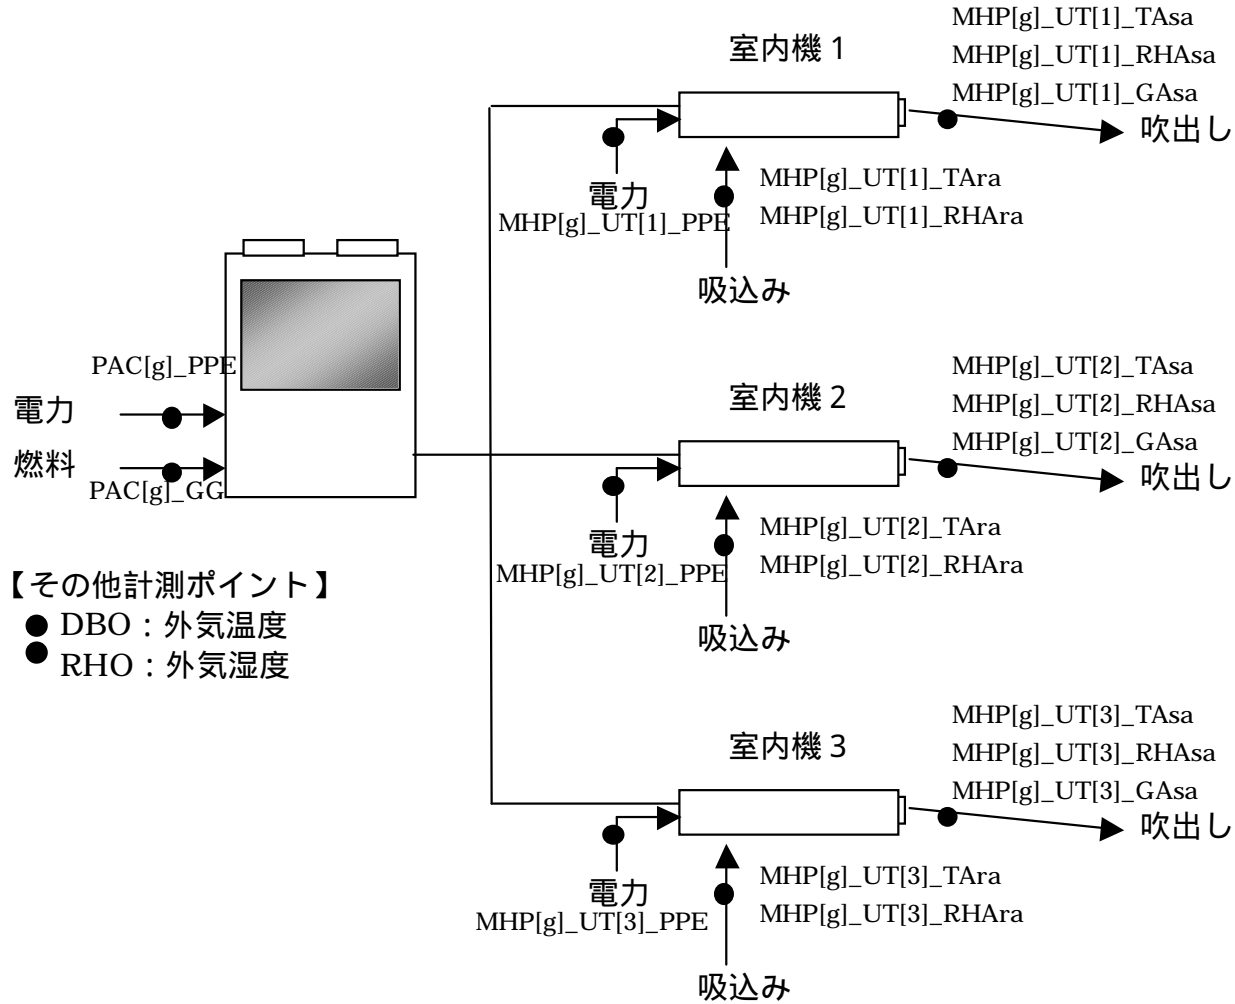 MHP[g]_UT[1]_TAsa
室内機 1
MHP[g]_UT[1]_RHAsa
MHP[g]_UT[1]_GAsa
吹出し
電力
MHP[g]_UT[1]_PPE
MHP[g]_UT[1]_TAra
MHP[g]_UT[1]_RHAra
吸込み
PAC[g]_PPE
電力
燃料
PAC[g]_GG
MHP[g]_UT[2]_TAsa
室内機 2
MHP[g]_UT[2]_RHAsa
MHP[g]_UT[2]_GAsa
吹出し
電力
MHP[g]_UT[2]_PPE
MHP[g]_UT[2]_TAra
MHP[g]_UT[2]_RHAra
吸込み
【その他計測ポイント】
● DBO：外気温度
● RHO：外気湿度
MHP[g]_UT[3]_TAsa
室内機 3
MHP[g]_UT[3]_RHAsa
MHP[g]_UT[3]_GAsa
吹出し
電力
MHP[g]_UT[3]_PPE
MHP[g]_UT[3]_TAra
MHP[g]_UT[3]_RHAra
吸込み